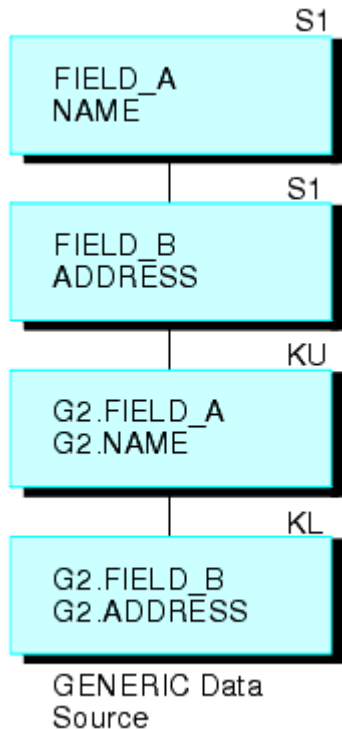 S1
FIELD_A
NAME
S1
FIELD_B
ADDRESS
KU
G2.FIELD_A
G2.NAME
KL
G2.FIELD_B
G2.ADDRESS
GENERIC Data
Source